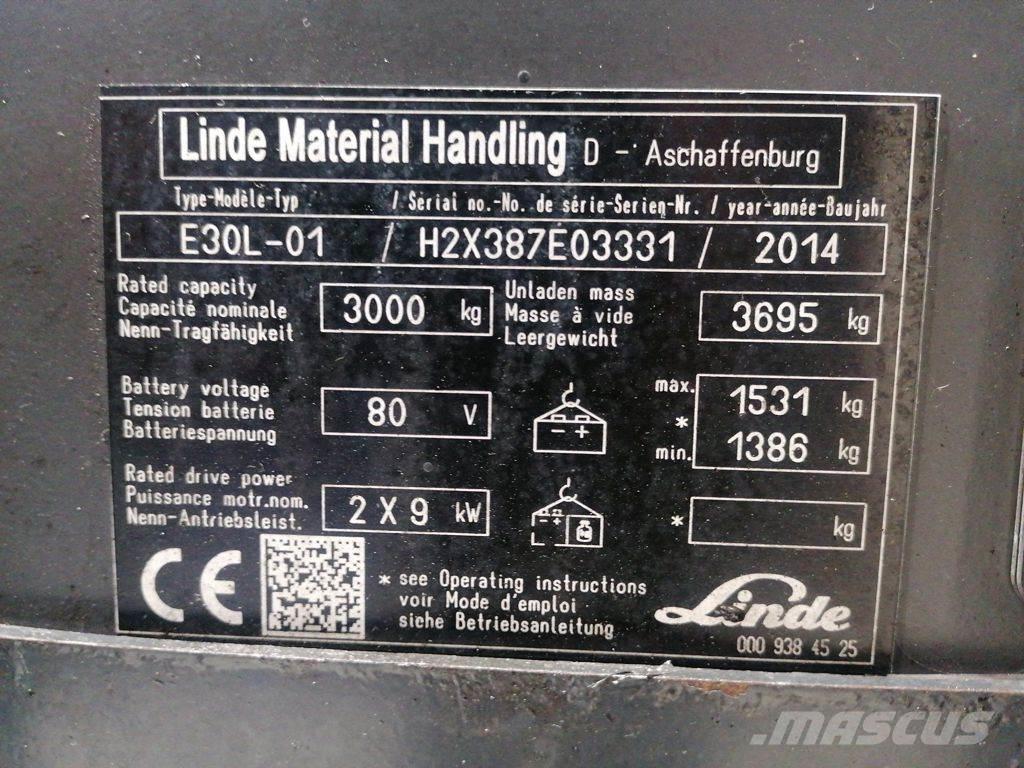 Linde Material Handling D - Aschaffenburg
Type-Modèle-Typ / Serial no.-No. de série-Serien-Nr. / year-année-Baujahr
E30L-01 / H2X387E03331 / 2014
Rated capacity
Capacité nominale
Nenn-Tragfähigkeit
3000 kg
Unladen mass
Masse à vide
Leergewicht
3695 kg
Battery voltage
Tension batterie
Batteriespannung
80 V
- +
max. 1531 kg
*
min. 1386 kg
Rated drive power
Puissance motr.nom.
Nenn-Antriebsleist.
2 X 9 kW
- +
kg
* kg
CE
* see Operating instructions
voir Mode d'emploi
siche Betriebsanleitung
Linde
000 938 45 25
MASCUS